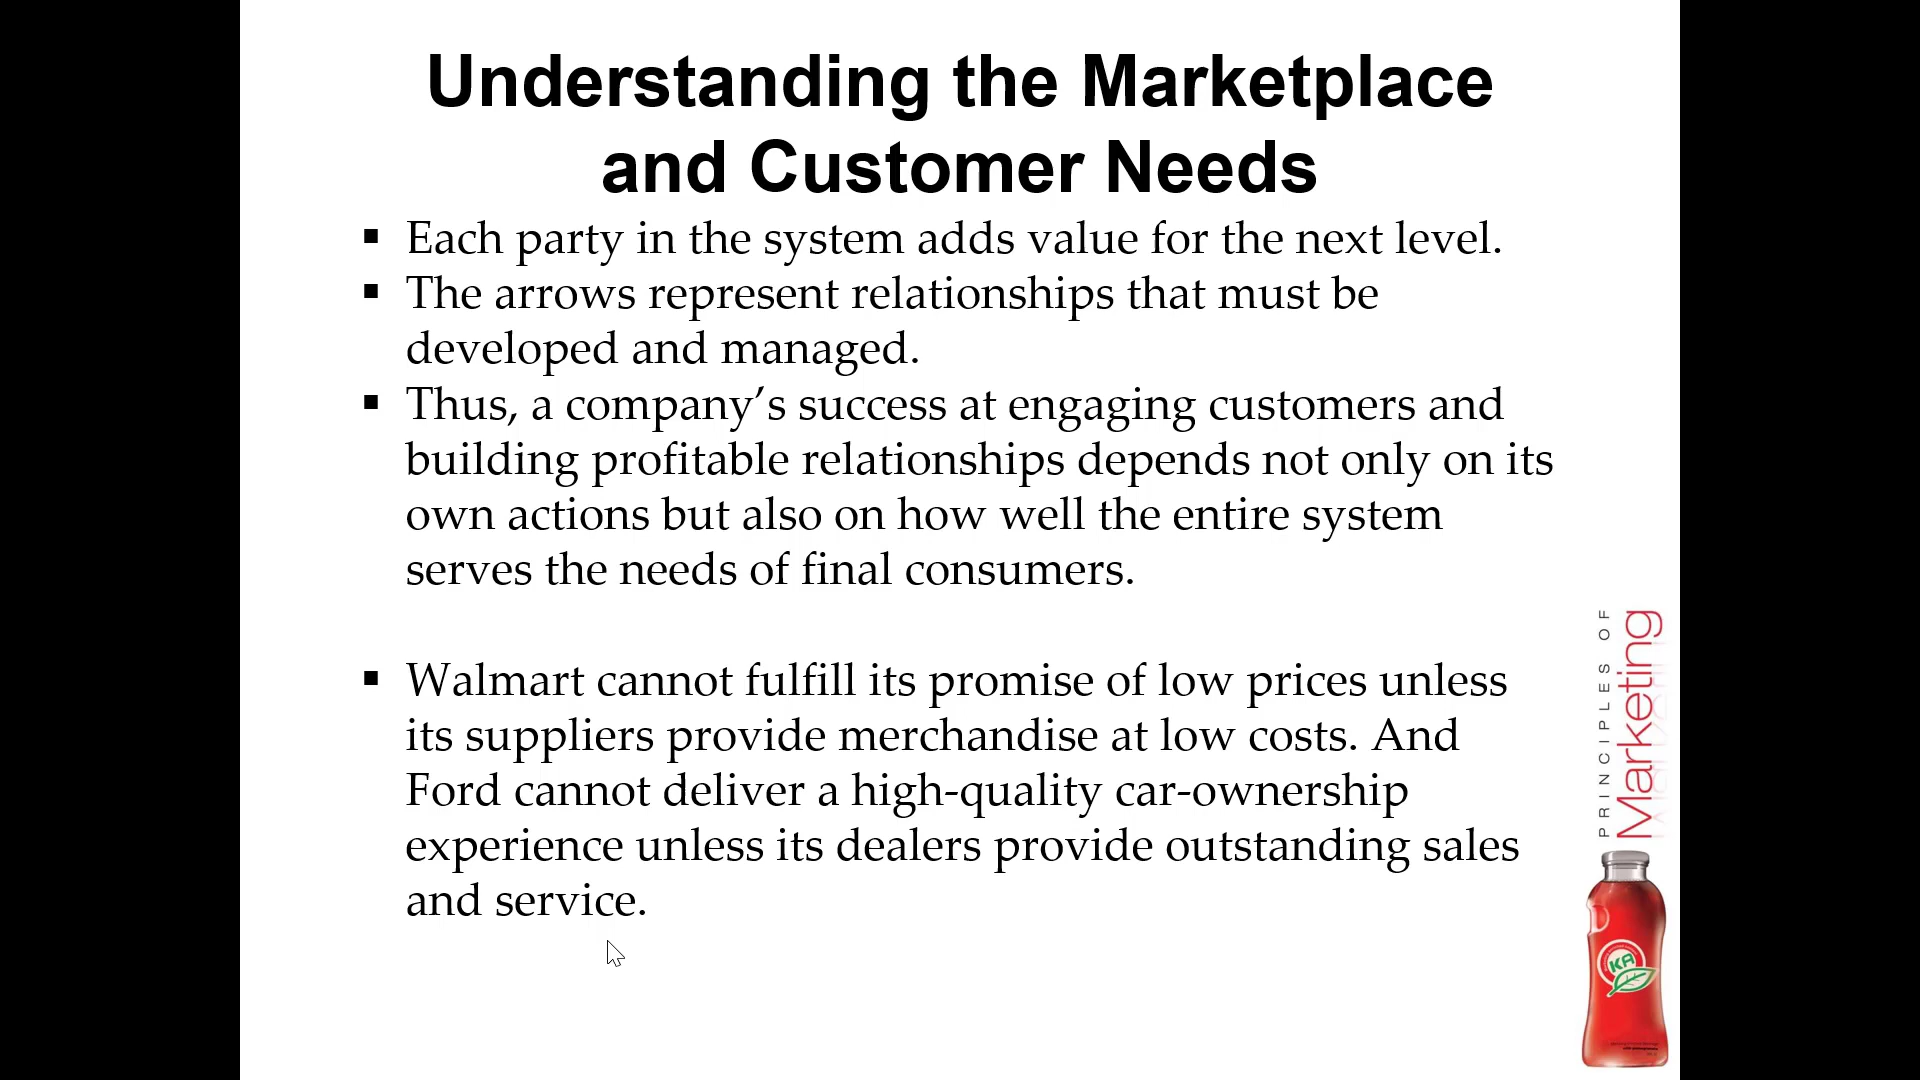 Understanding the Marketplace
and Customer Needs
▪ Each party in the system adds value for the next level.
▪ The arrows represent relationships that must be
developed and managed.
▪ Thus, a company’s success at engaging customers and
building profitable relationships depends not only on its
own actions but also on how well the entire system
serves the needs of final consumers.
▪ Walmart cannot fulfill its promise of low prices unless
its suppliers provide merchandise at low costs. And
Ford cannot deliver a high-quality car-ownership
experience unless its dealers provide outstanding sales
and service.
PRINCIPLES OF
Marketing
KA